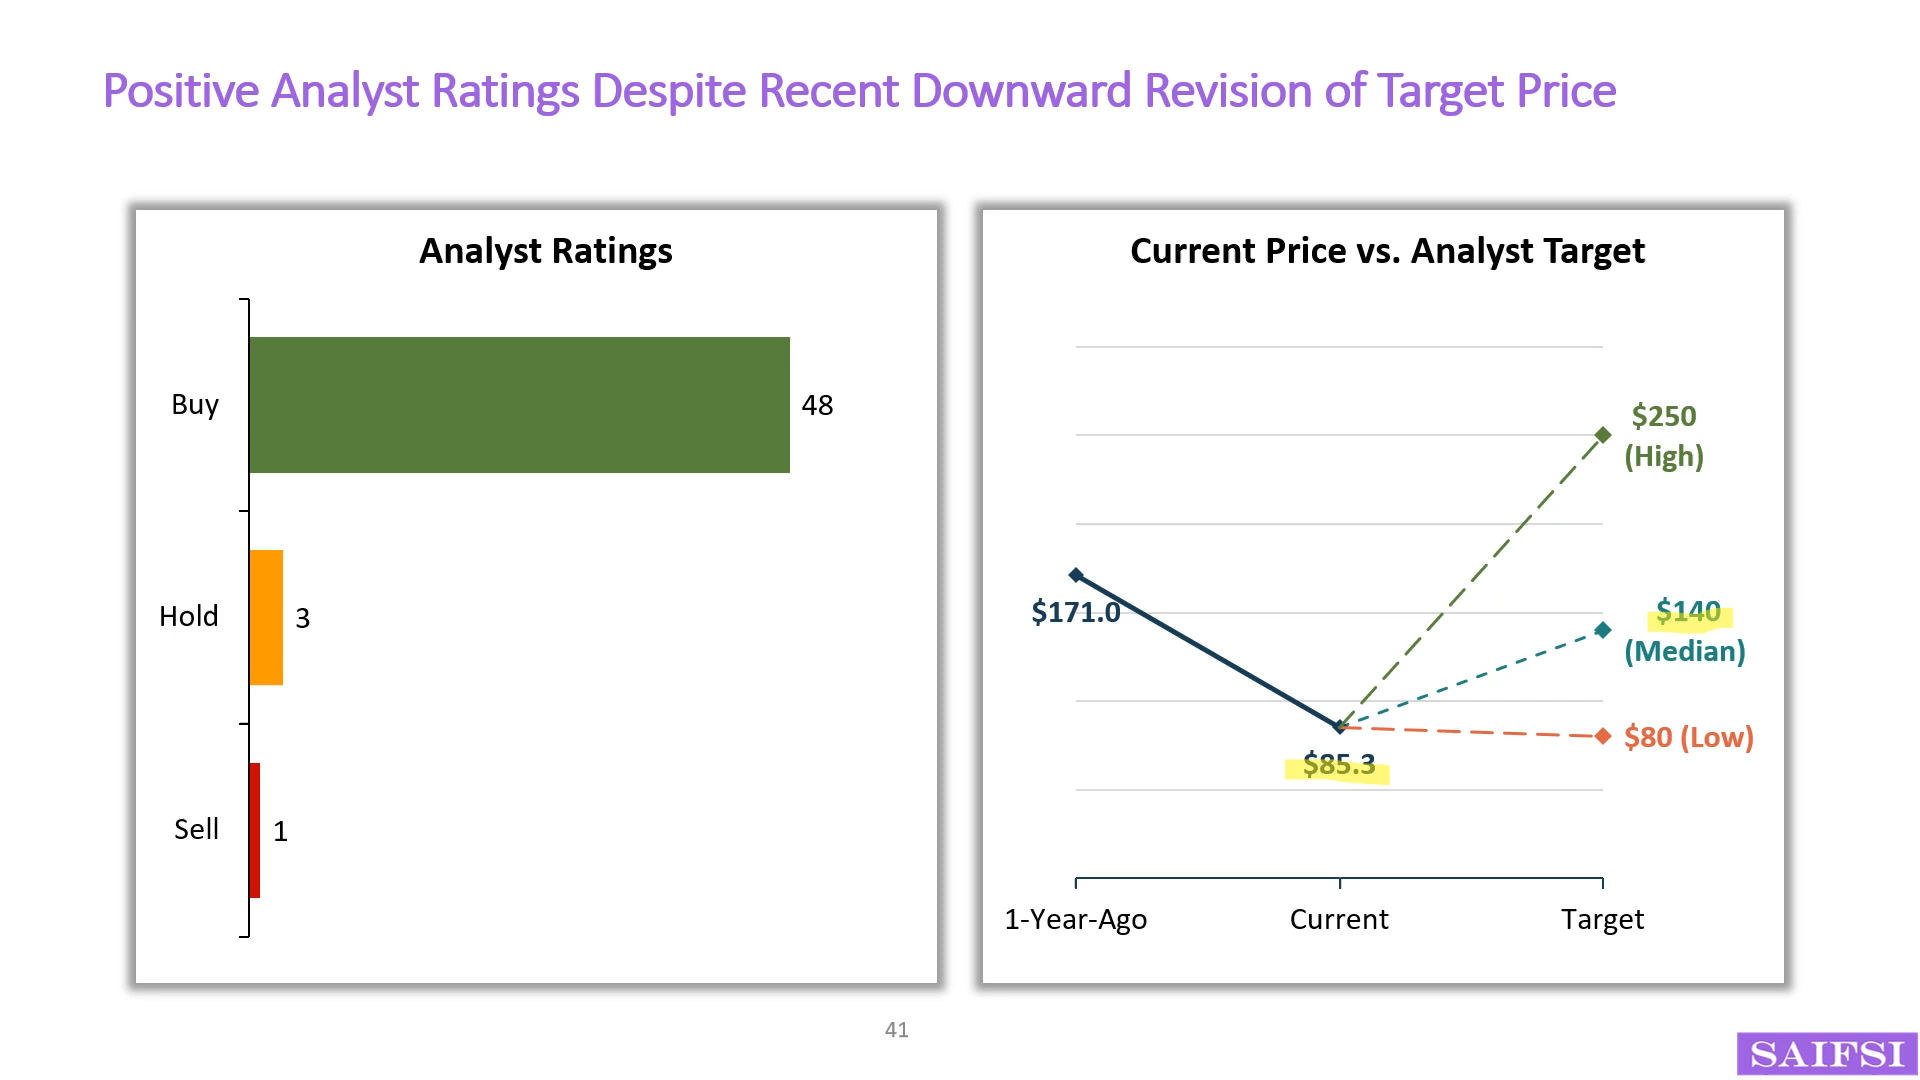 Positive Analyst Ratings Despite Recent Downward Revision of Target Price
Analyst Ratings
Buy
48
Hold
3
Sell
1
Current Price vs. Analyst Target
$250
(High)
$171.0
$140
(Median)
$80 (Low)
$85.3
1-Year-Ago
Current
Target
41
SAIFSI